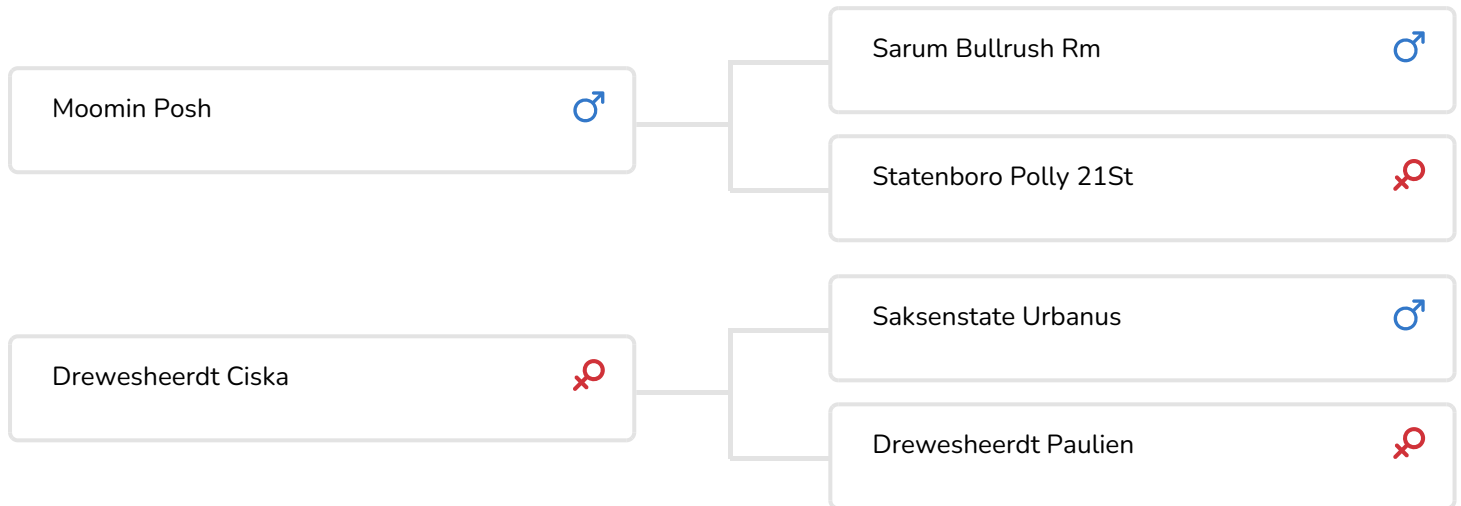 Sarum Bullrush Rm
Moomin Posh
Statenboro Polly 21St
Saksenstate Urbanus
Drewesheerdt Ciska
Drewesheerdt Paulien